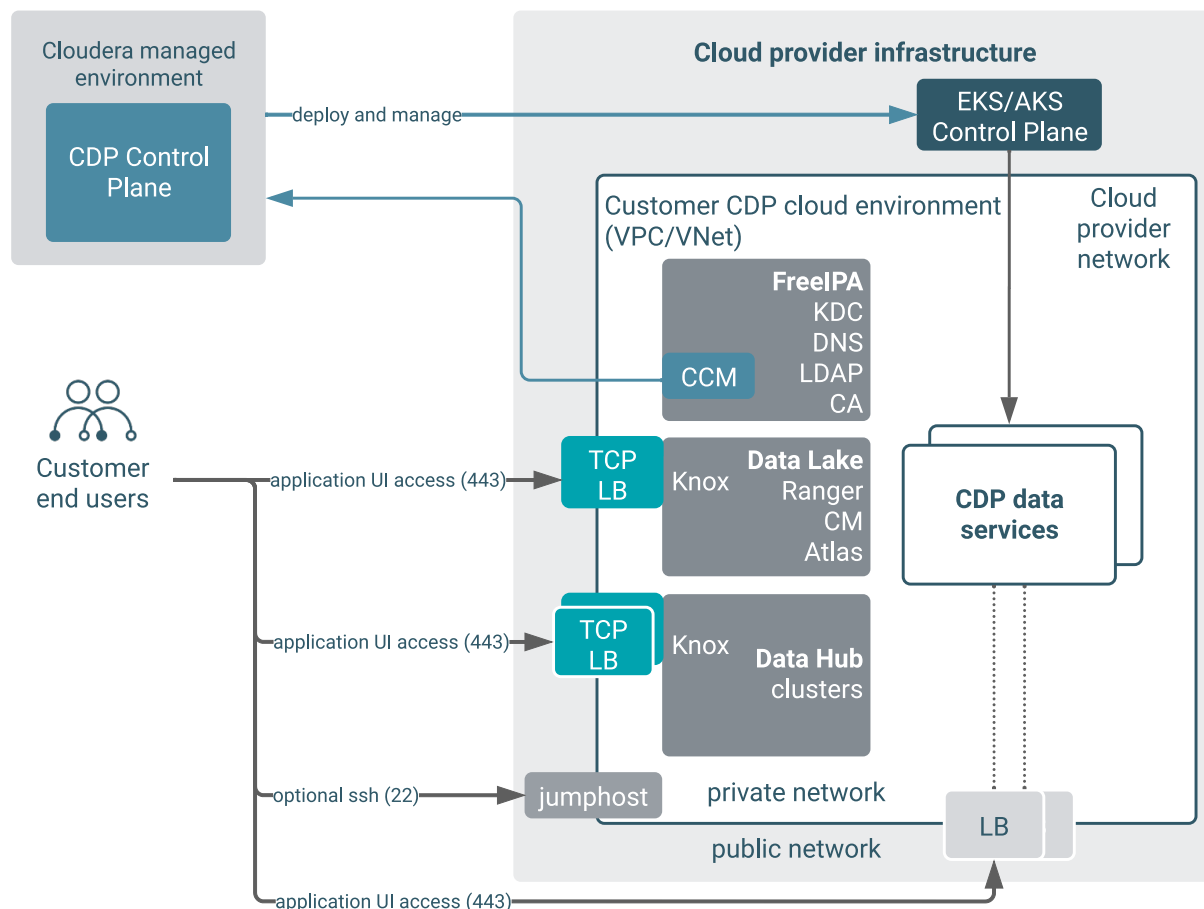 Cloudera managed
environment
CDP Control
Plane
Cloud provider infrastructure
deploy and manage
EKS/AKS
Control Plane
Customer CDP cloud environment
(VPC/VNet)
Cloud
provider
network
FreeIPA
KDC
DNS
LDAP
CA
CCM
Customer
end users
application UI access (443)
TCP
LB
Knox
Data Lake
Ranger
CM
Atlas
CDP data
services
application UI access (443)
TCP
LB
Knox
Data Hub
clusters
optional ssh (22)
jumphost
private network
public network
LB
application UI access (443)